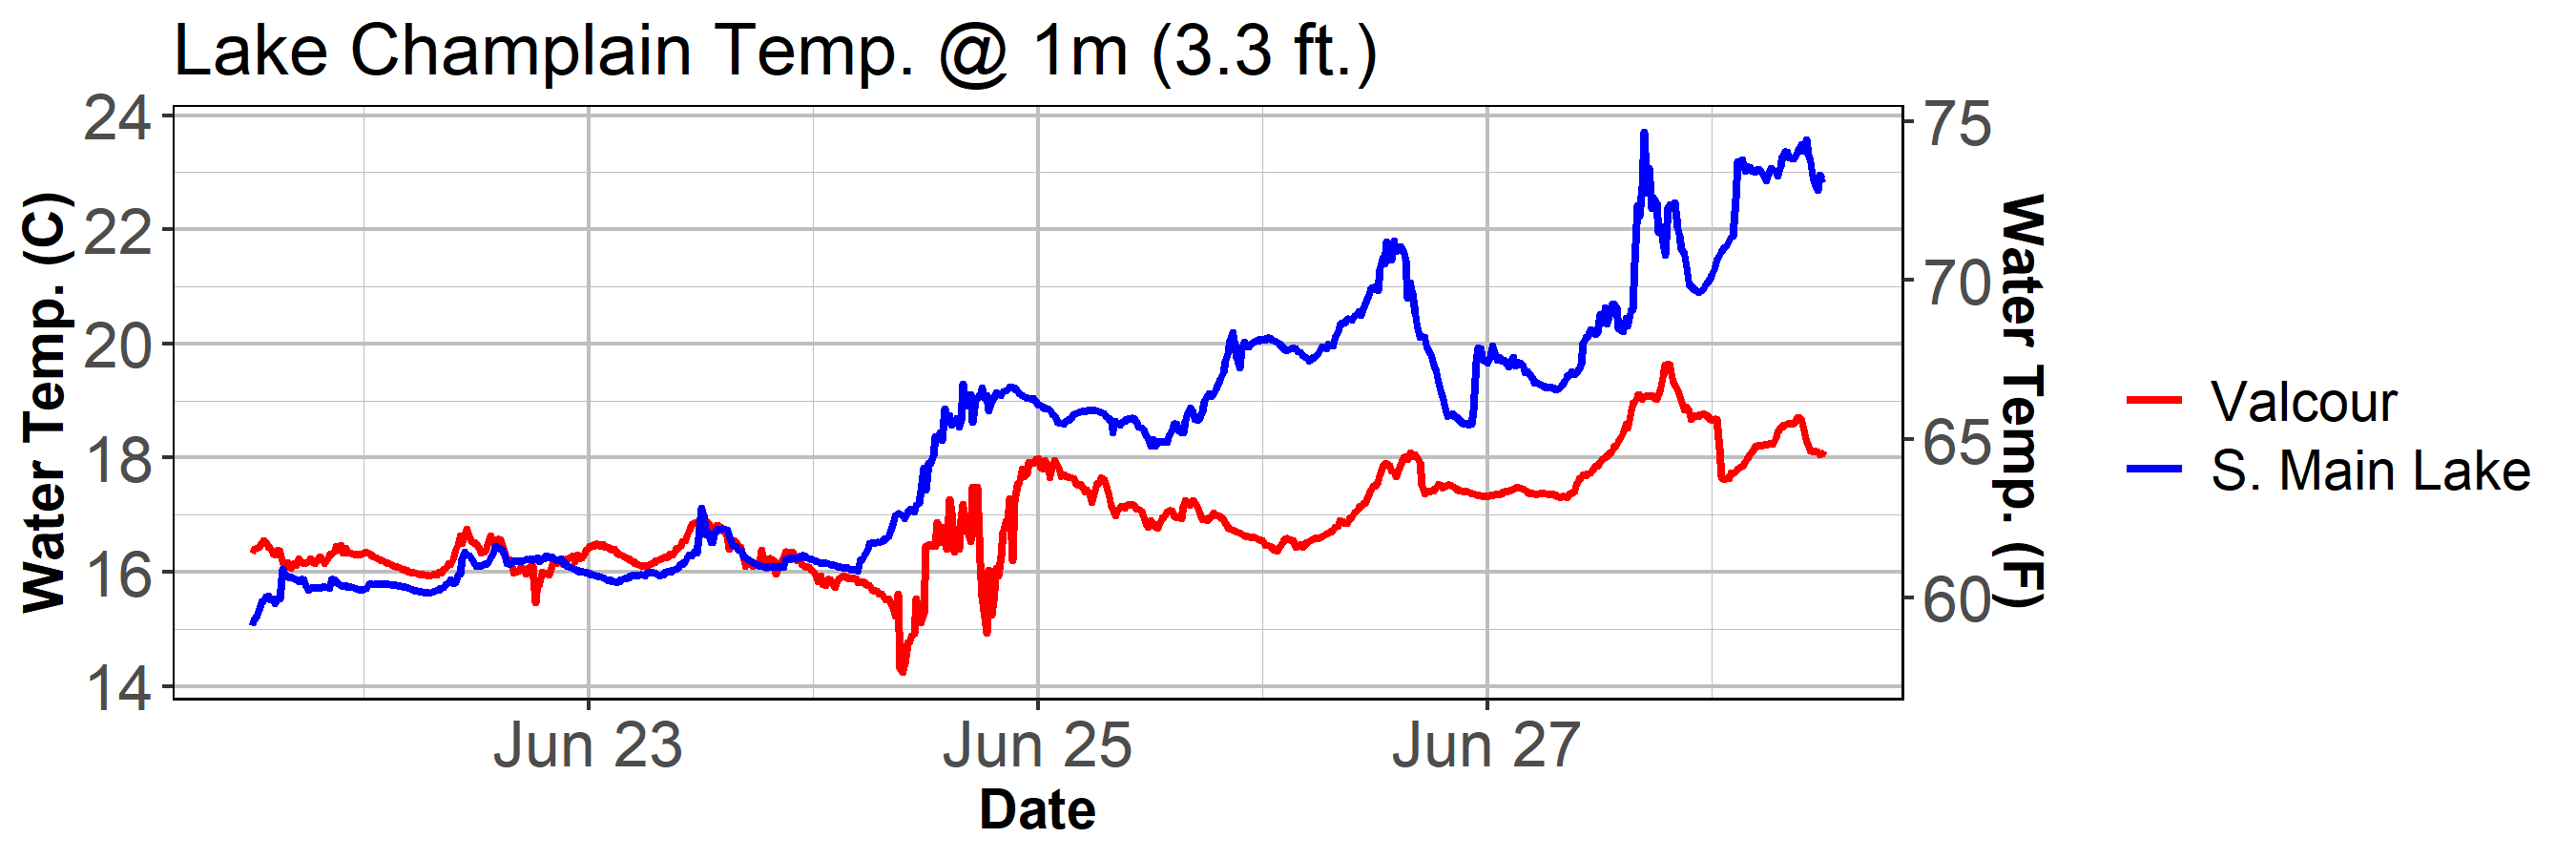 Lake Champlain Temp. @ 1m (3.3 ft.)
Water Temp. (C)
24
22
20
18
16
14
75
70
65
60
Water Temp. (F)
Jun 23
Jun 25
Jun 27
Date
Valcour
S. Main Lake